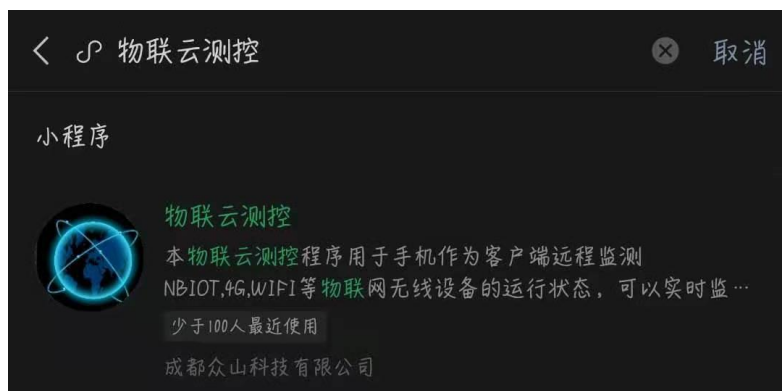 物联云测控
取消
小程序
物联云测控
本物联云测控程序用于手机作为客户端远程监测
NBIOT,4G,WIFI等物联网无线设备的运行状态，可以实时监…
少于100人最近使用
成都众山科技有限公司